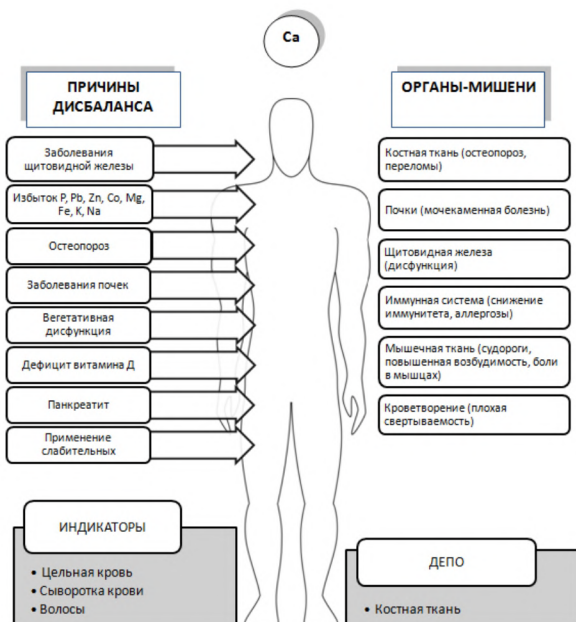 Ca
ПРИЧИНЫ
ДИСБАЛАНСА
Заболевания
щитовидной железы
Избыток P, Pb, Zn, Co, Mg,
Fe, K, Na
Остеопороз
Заболевания почек
Вегетативная
дисфункция
Дефицит витамина Д
Панкреатит
Применение
слабительных
ОРГАНЫ-МИШЕНИ
Костная ткань (остеопороз,
переломы)
Почки (мочекаменная болезнь)
Щитовидная железа
(дисфункция)
Иммунная система (снижение
иммунитета, аллергозы)
Мышечная ткань (судороги,
повышенная возбудимость, боли
в мышцах)
Кроветворение (плохая
свертываемость)
ИНДИКАТОРЫ
• Цельная кровь
• Сыворотка крови
• Волосы
ДЕПО
• Костная ткань